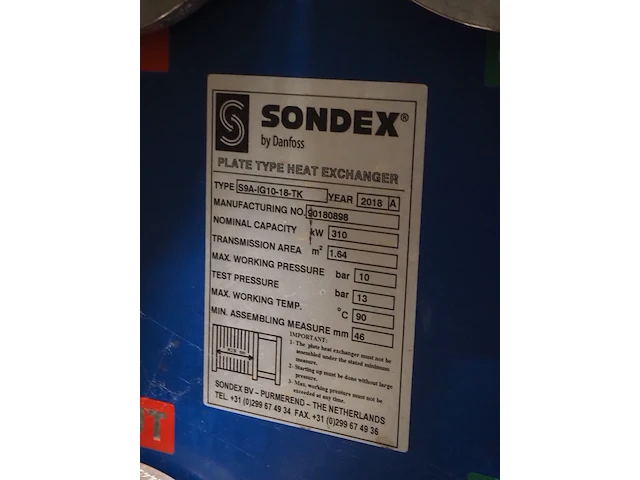 SONDEX®
by Danfoss
PLATE TYPE HEAT EXCHANGER
TYPE S9A-IG10-18-TK YEAR 2018 A
MANUFACTURING NO. 90180898
NOMINAL CAPACITY kW 310
TRANSMISSION AREA m² 1.64
MAX. WORKING PRESSURE bar 10
TEST PRESSURE bar 13
MAX. WORKING TEMP. °C 90
MIN. ASSEMBLING MEASURE mm 46
IMPORTANT:
1- The plate heat exchanger must not be
assembled under the stated minimum
measure.
2- Starting up must be done without large
pressure.
3- Max. working pressure must not be
exceeded at any time.
SONDEX BV – PURMEREND – THE NETHERLANDS
TEL. +31 (0)299 67 49 34 FAX. +31 (0)299 67 49 36